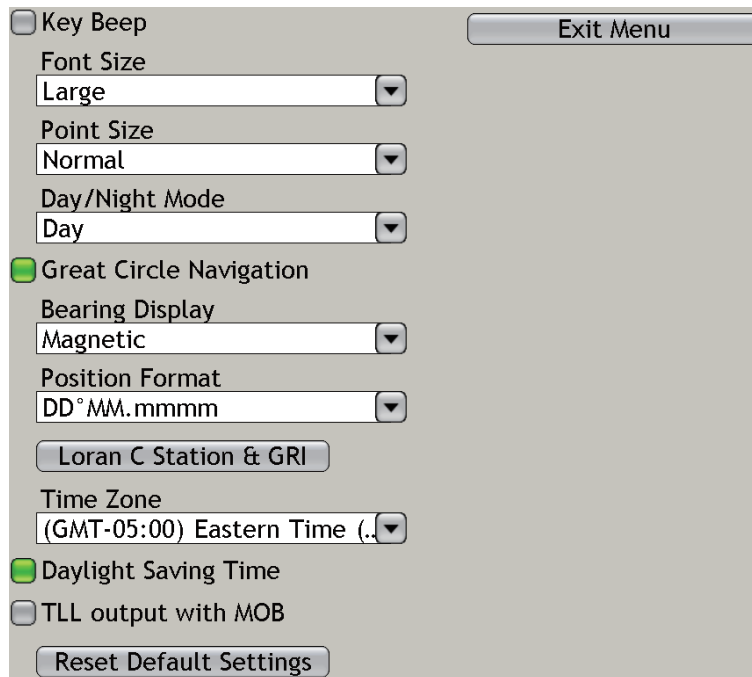 Key Beep
Exit Menu
Font Size
Large
Point Size
Normal
Day/Night Mode
Day
Great Circle Navigation
Bearing Display
Magnetic
Position Format
DD°MM.mmmm
Loran C Station & GRI
Time Zone
(GMT-05:00) Eastern Time (..
Daylight Saving Time
TLL output with MOB
Reset Default Settings